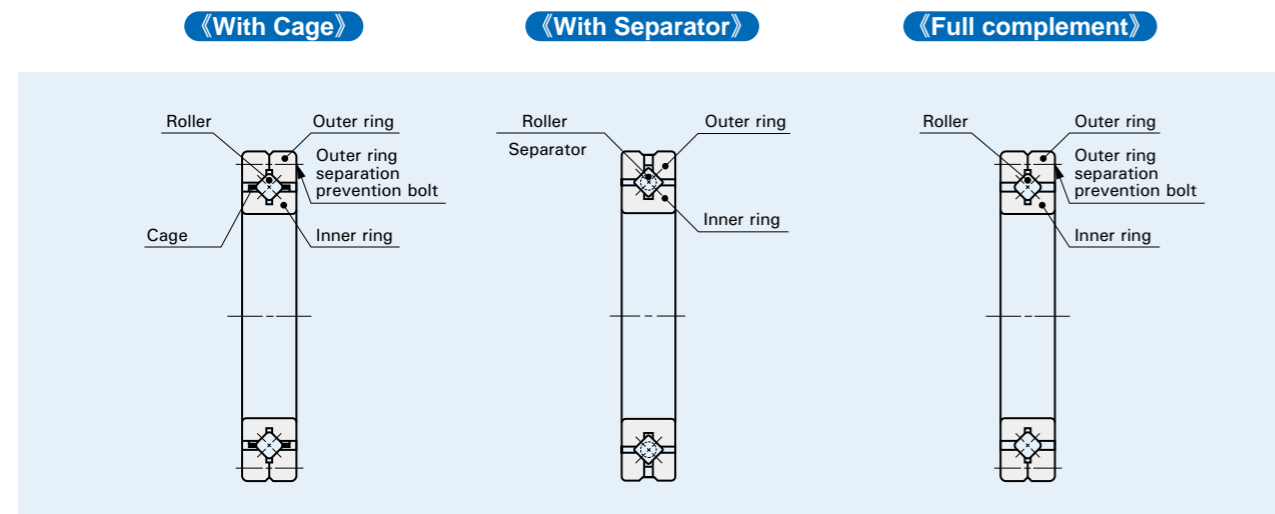 《With Cage》
《With Separator》
《Full complement》
Roller
Outer ring
Outer ring
separation
prevention bolt
Cage
Inner ring
Roller
Separator
Outer ring
Inner ring
Roller
Outer ring
Outer ring
separation
prevention bolt
Inner ring